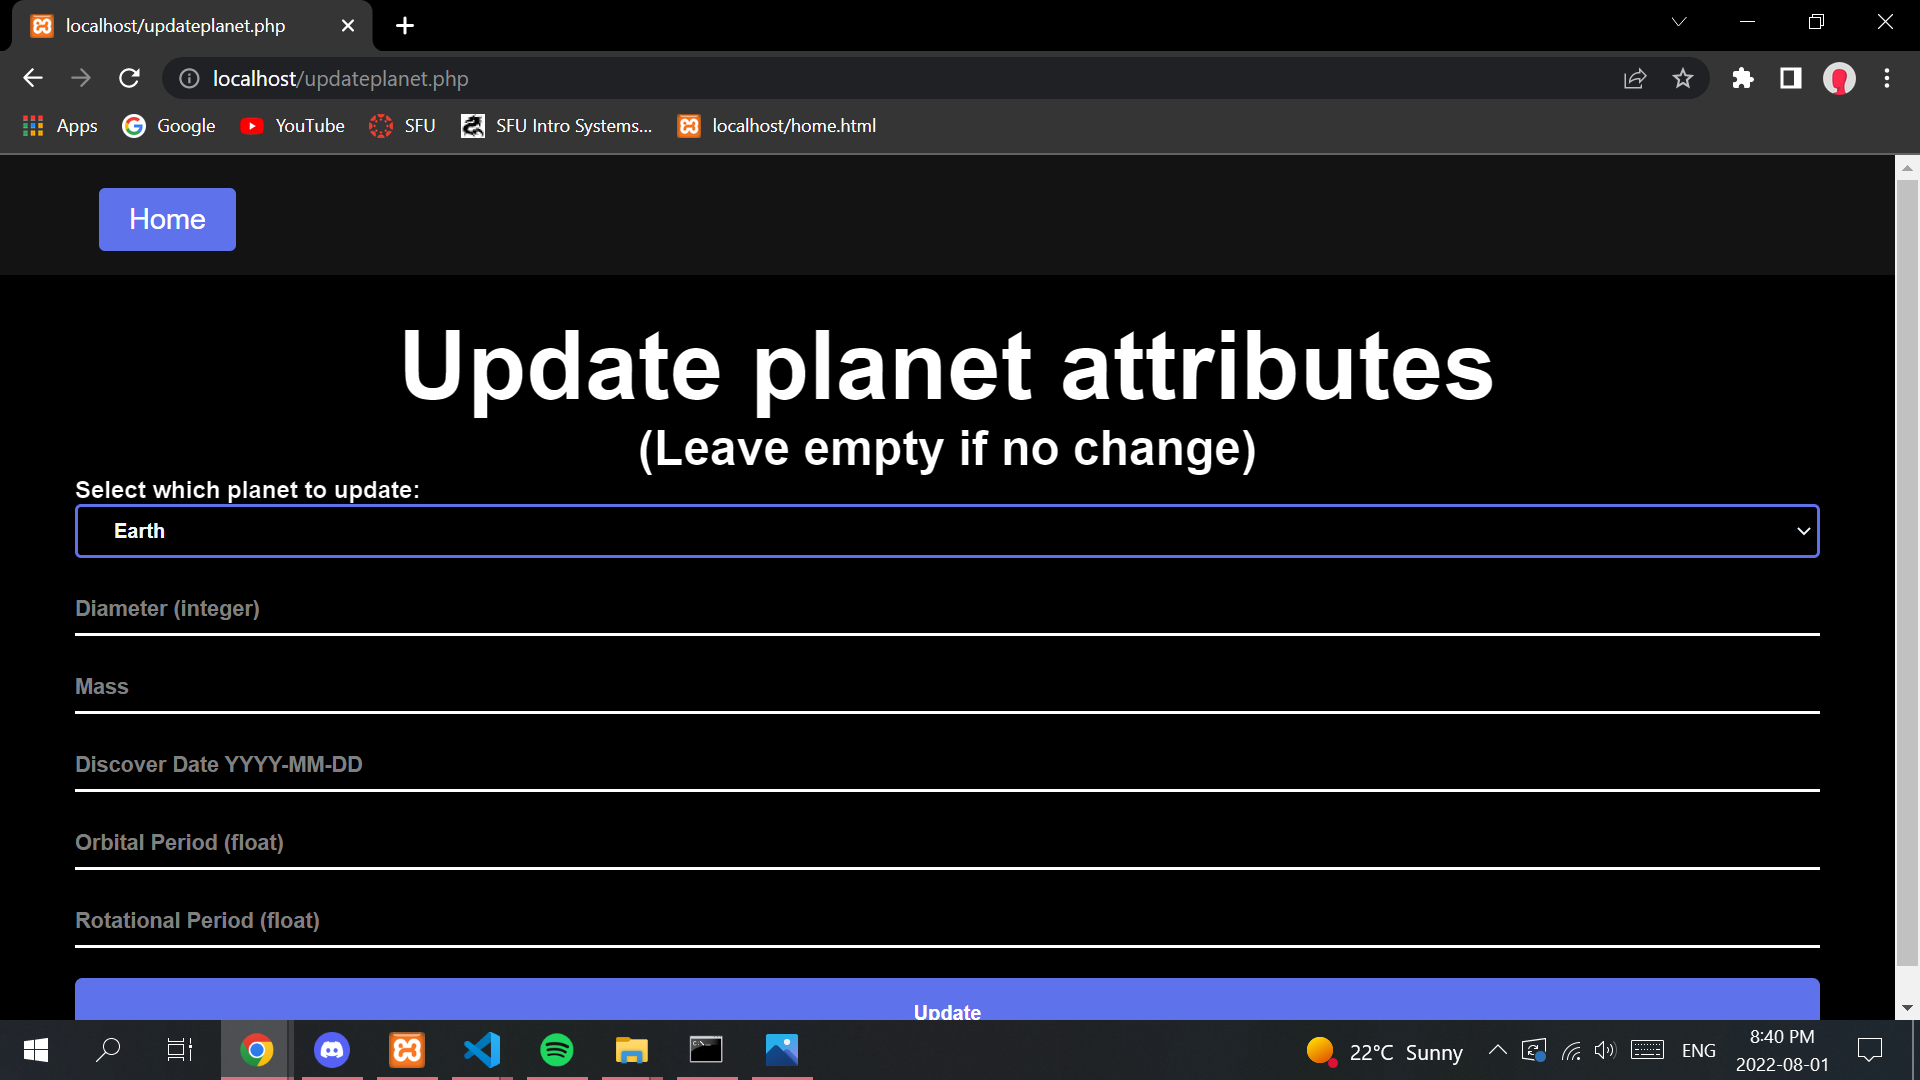 localhost/updateplanet.php
localhost/updateplanet.php
Apps
Google
YouTube
SFU
SFU Intro Systems...
localhost/home.html
Home
Update planet attributes
(Leave empty if no change)
Select which planet to update:
Earth
Diameter (integer)
Mass
Discover Date YYYY-MM-DD
Orbital Period (float)
Rotational Period (float)
Update
22°C Sunny
ENG
8:40 PM
2022-08-01